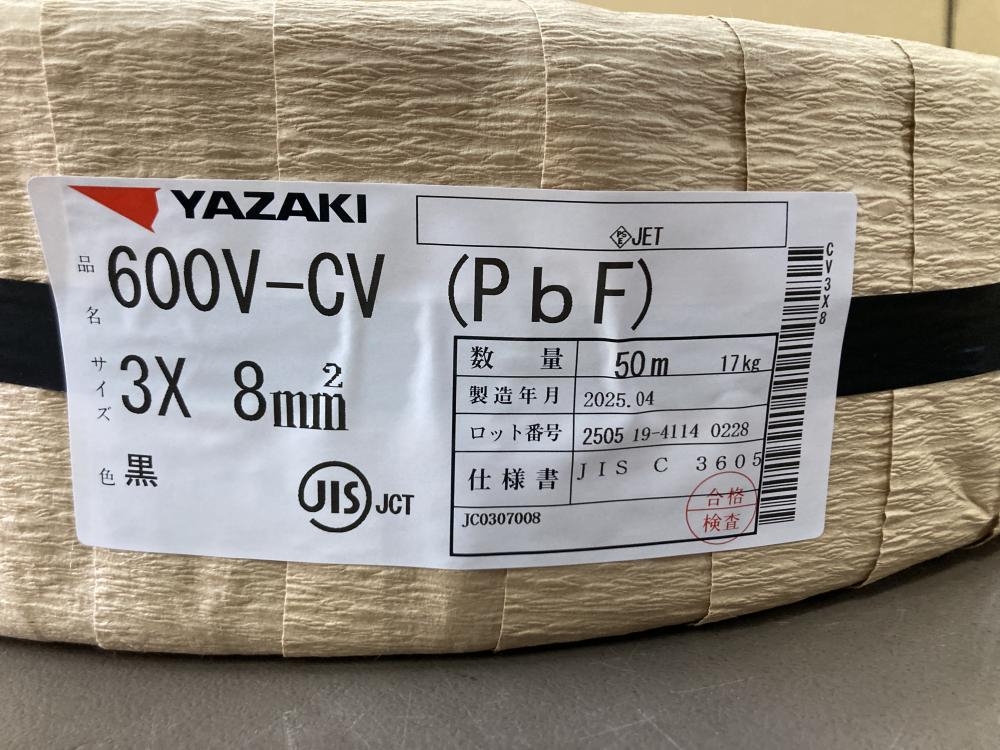 YAZAKI
PSE JET
品名 600V-CV (PbF)
サイズ 3X 8mm²
色 黒
JIS JCT
数量 50m 17kg
製造年月 2025.04
ロット番号 2505 19-4114 0228
仕様書 JIS C 3605
JC0307008
合格
検査
CV3X8